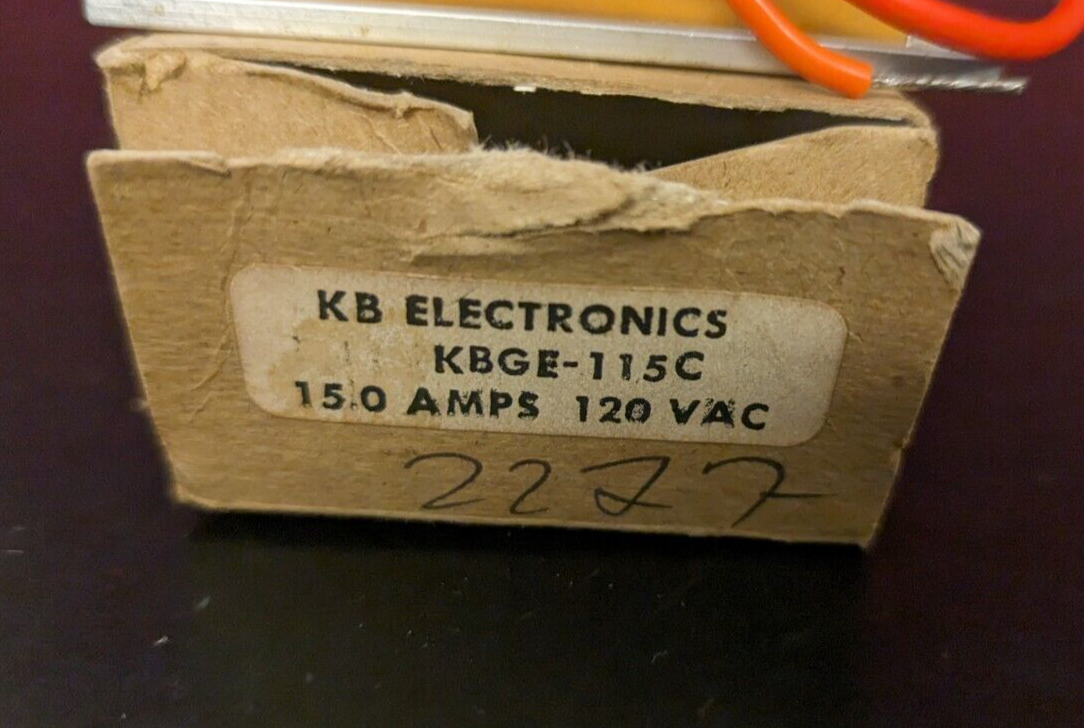 KB ELECTRONICS
KBGE-115C
15.0 AMPS 120 VAC
2277